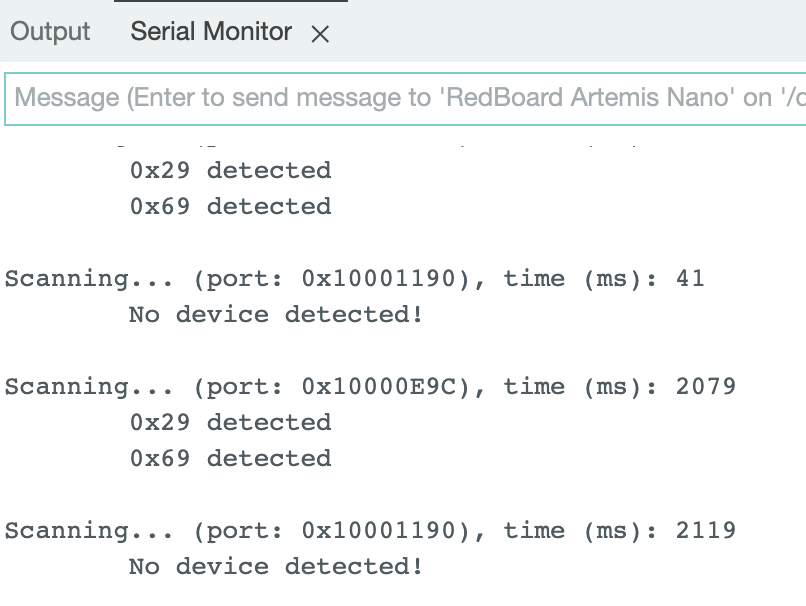 Output Serial Monitor ×
Message (Enter to send message to 'RedBoard Artemis Nano' on '/
0x29 detected
0x69 detected
Scanning... (port: 0x10001190), time (ms): 41
No device detected!
Scanning... (port: 0x10000E9C), time (ms): 2079
0x29 detected
0x69 detected
Scanning... (port: 0x10001190), time (ms): 2119
No device detected!